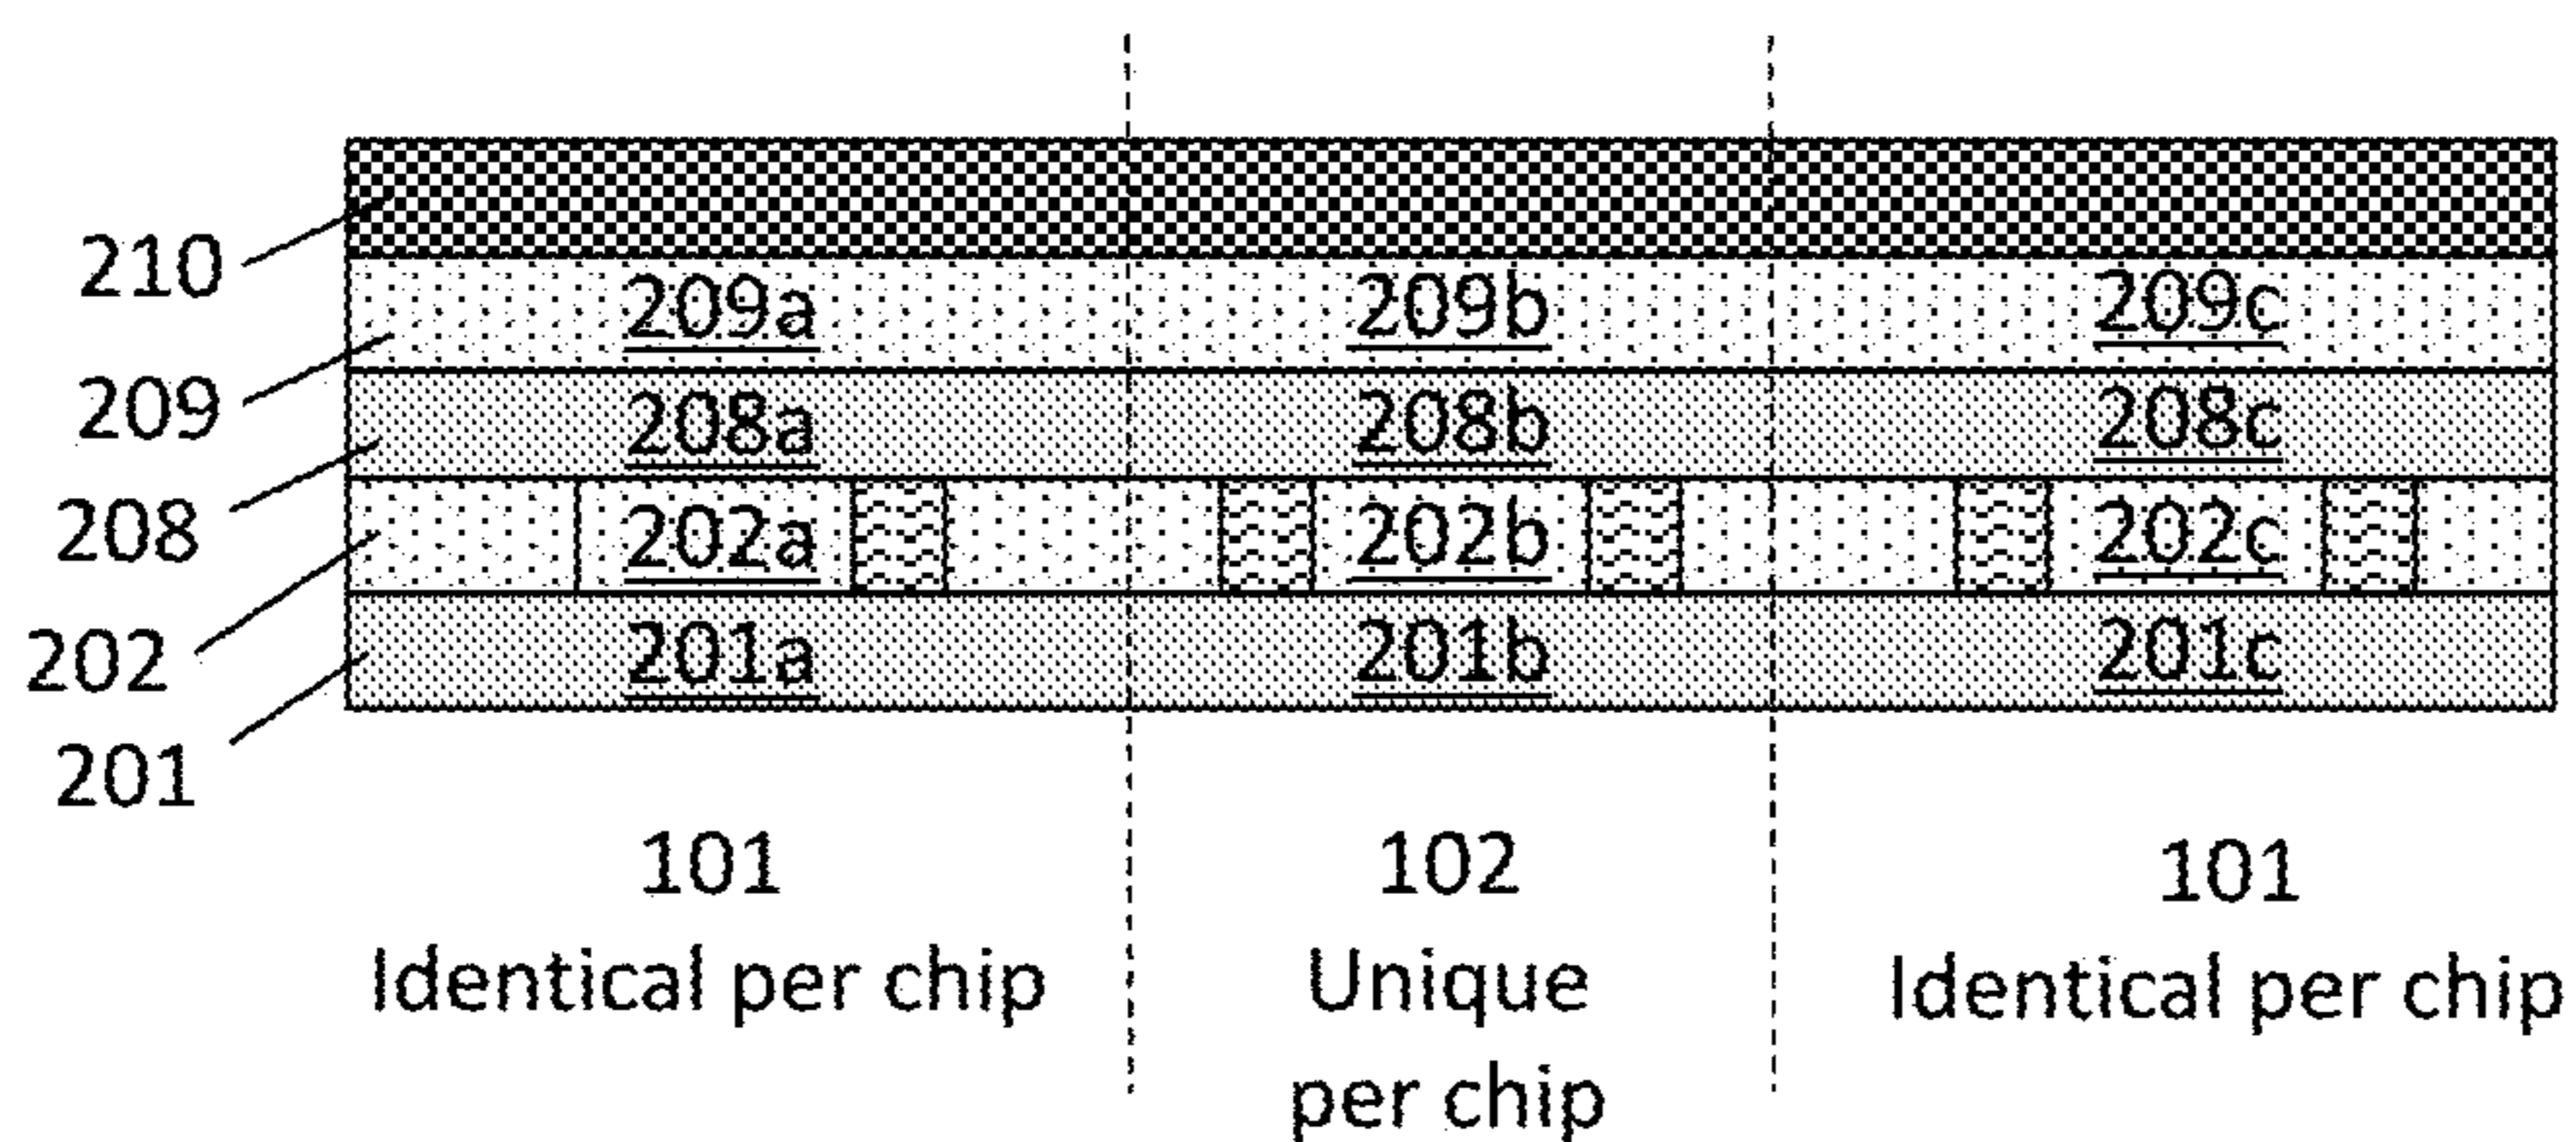 210
209a 209b 209c
209
208a 208b 208c
208
202a 202b 202c
202
201a 201b 201c
201
101 102 101
Identical per chip Unique Identical per chip
per chip